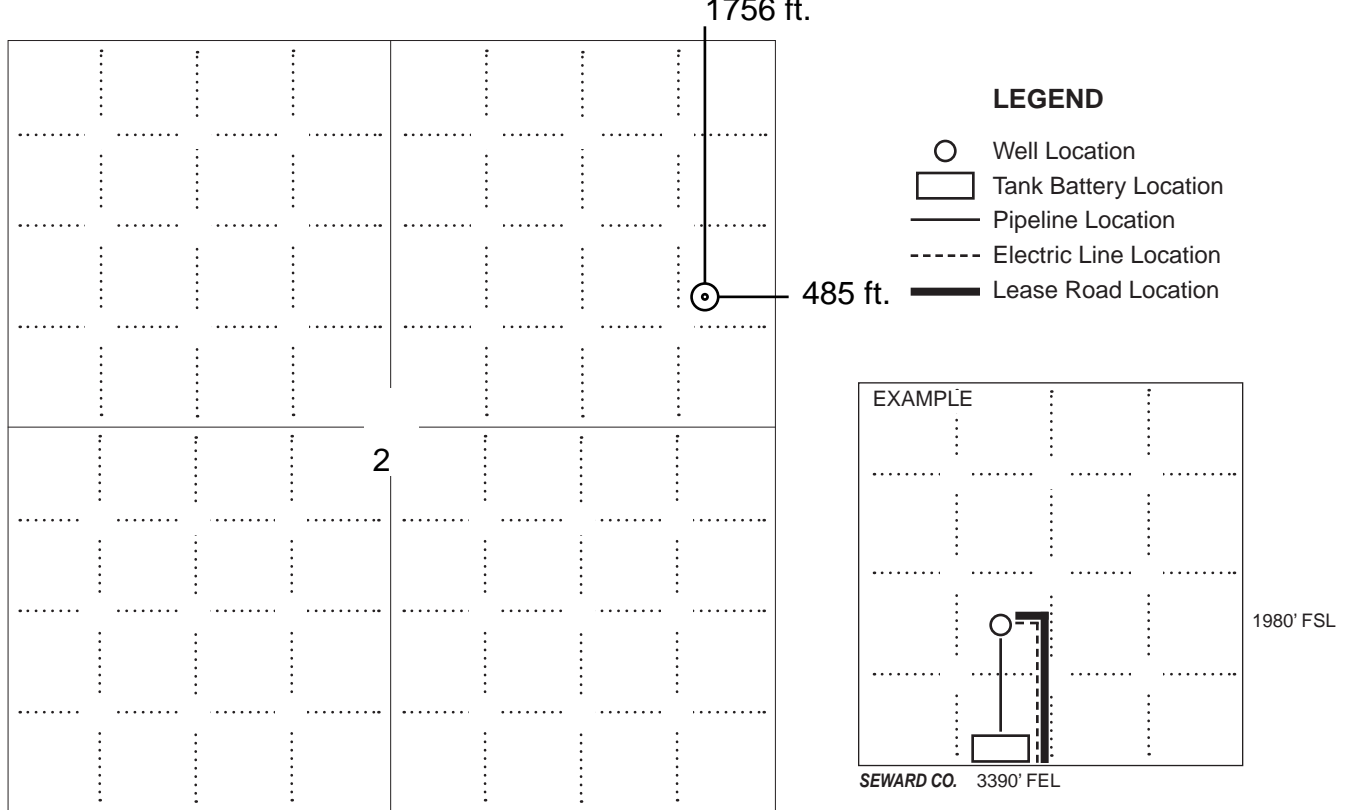 1756 ft.
LEGEND
Well Location
Tank Battery Location
Pipeline Location
Electric Line Location
485 ft.
Lease Road Location
EXAMPLE
2
1980' FSL
SEWARD CO. 3390' FEL